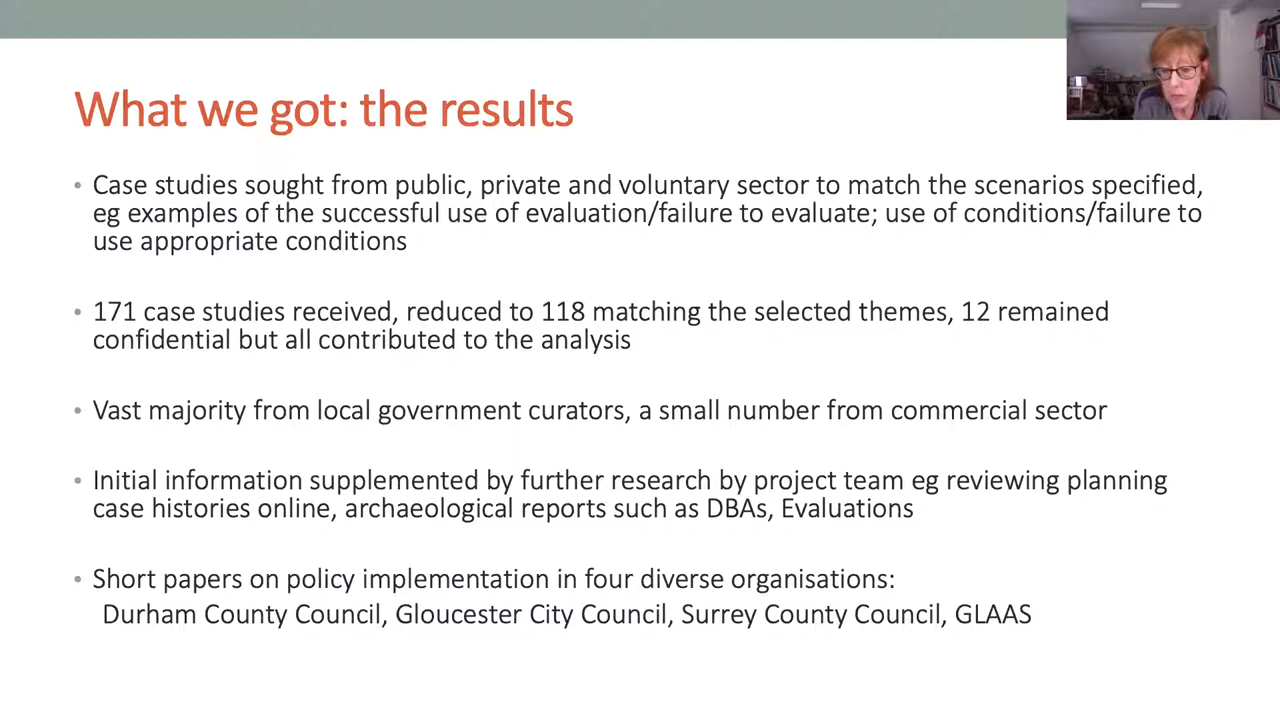 What we got: the results
• Case studies sought from public, private and voluntary sector to match the scenarios specified,
eg examples of the successful use of evaluation/failure to evaluate; use of conditions/failure to
use appropriate conditions
• 171 case studies received, reduced to 118 matching the selected themes, 12 remained
confidential but all contributed to the analysis
• Vast majority from local government curators, a small number from commercial sector
• Initial information supplemented by further research by project team eg reviewing planning
case histories online, archaeological reports such as DBAs, Evaluations
• Short papers on policy implementation in four diverse organisations:
Durham County Council, Gloucester City Council, Surrey County Council, GLAAS